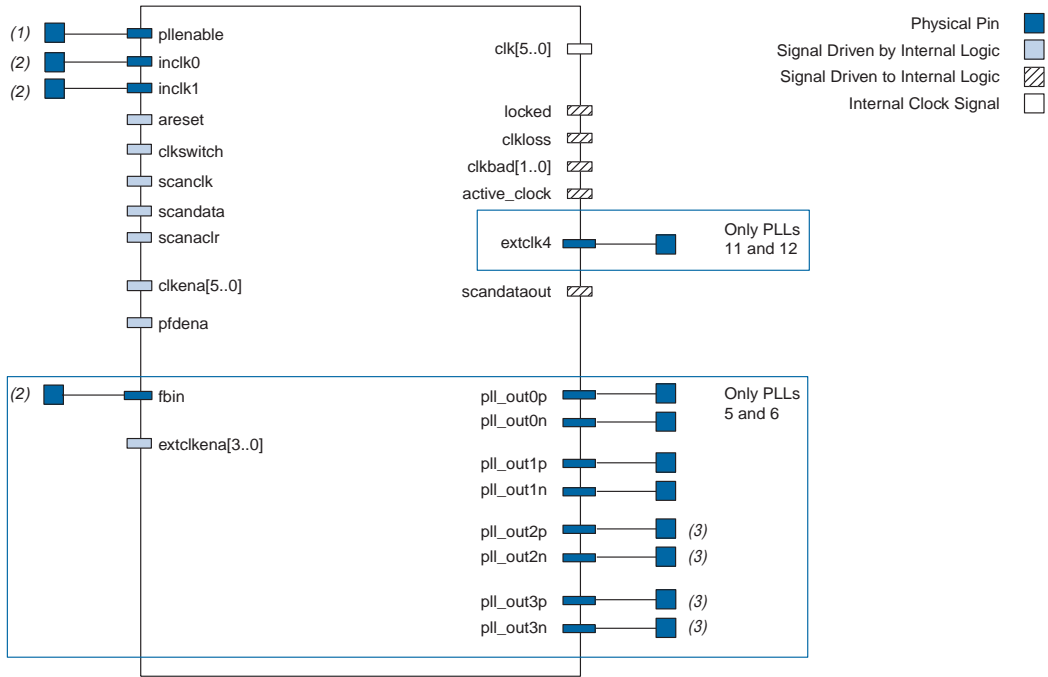 (1)
pllenable
(2)
inclk0
(2)
inclk1
areset
clkswitch
scanclk
scandata
scanaclr
clkena[5..0]
pfdena
(2)
fbin
extclkena[3..0]
clk[5..0]
locked
clkloss
clkbad[1..0]
active_clock
extclk4
Only PLLs
11 and 12
scandataout
pll_out0p
Only PLLs
5 and 6
pll_out0n
pll_out1p
pll_out1n
pll_out2p
(3)
pll_out2n
(3)
pll_out3p
(3)
pll_out3n
(3)
Physical Pin
Signal Driven by Internal Logic
Signal Driven to Internal Logic
Internal Clock Signal